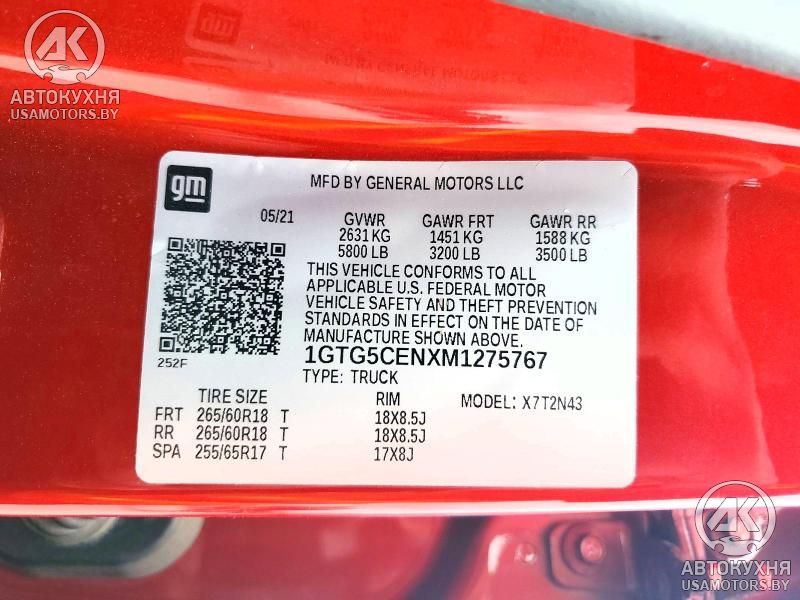 AK
АВТОКУХНЯ
USAMOTORS.BY
gm
MFD BY GENERAL MOTORS LLC
05/21 GVWR GAWR FRT GAWR RR
2631 KG 1451 KG 1588 KG
5800 LB 3200 LB 3500 LB
THIS VEHICLE CONFORMS TO ALL
APPLICABLE U.S. FEDERAL MOTOR
VEHICLE SAFETY AND THEFT PREVENTION
STANDARDS IN EFFECT ON THE DATE OF
MANUFACTURE SHOWN ABOVE.
252F
1GTG5CENXM1275767
TYPE: TRUCK
TIRE SIZE RIM MODEL: X7T2N43
FRT 265/60R18 T 18X8.5J
RR 265/60R18 T 18X8.5J
SPA 255/65R17 T 17X8J
AK
АВТОКУХНЯ
USAMOTORS.BY